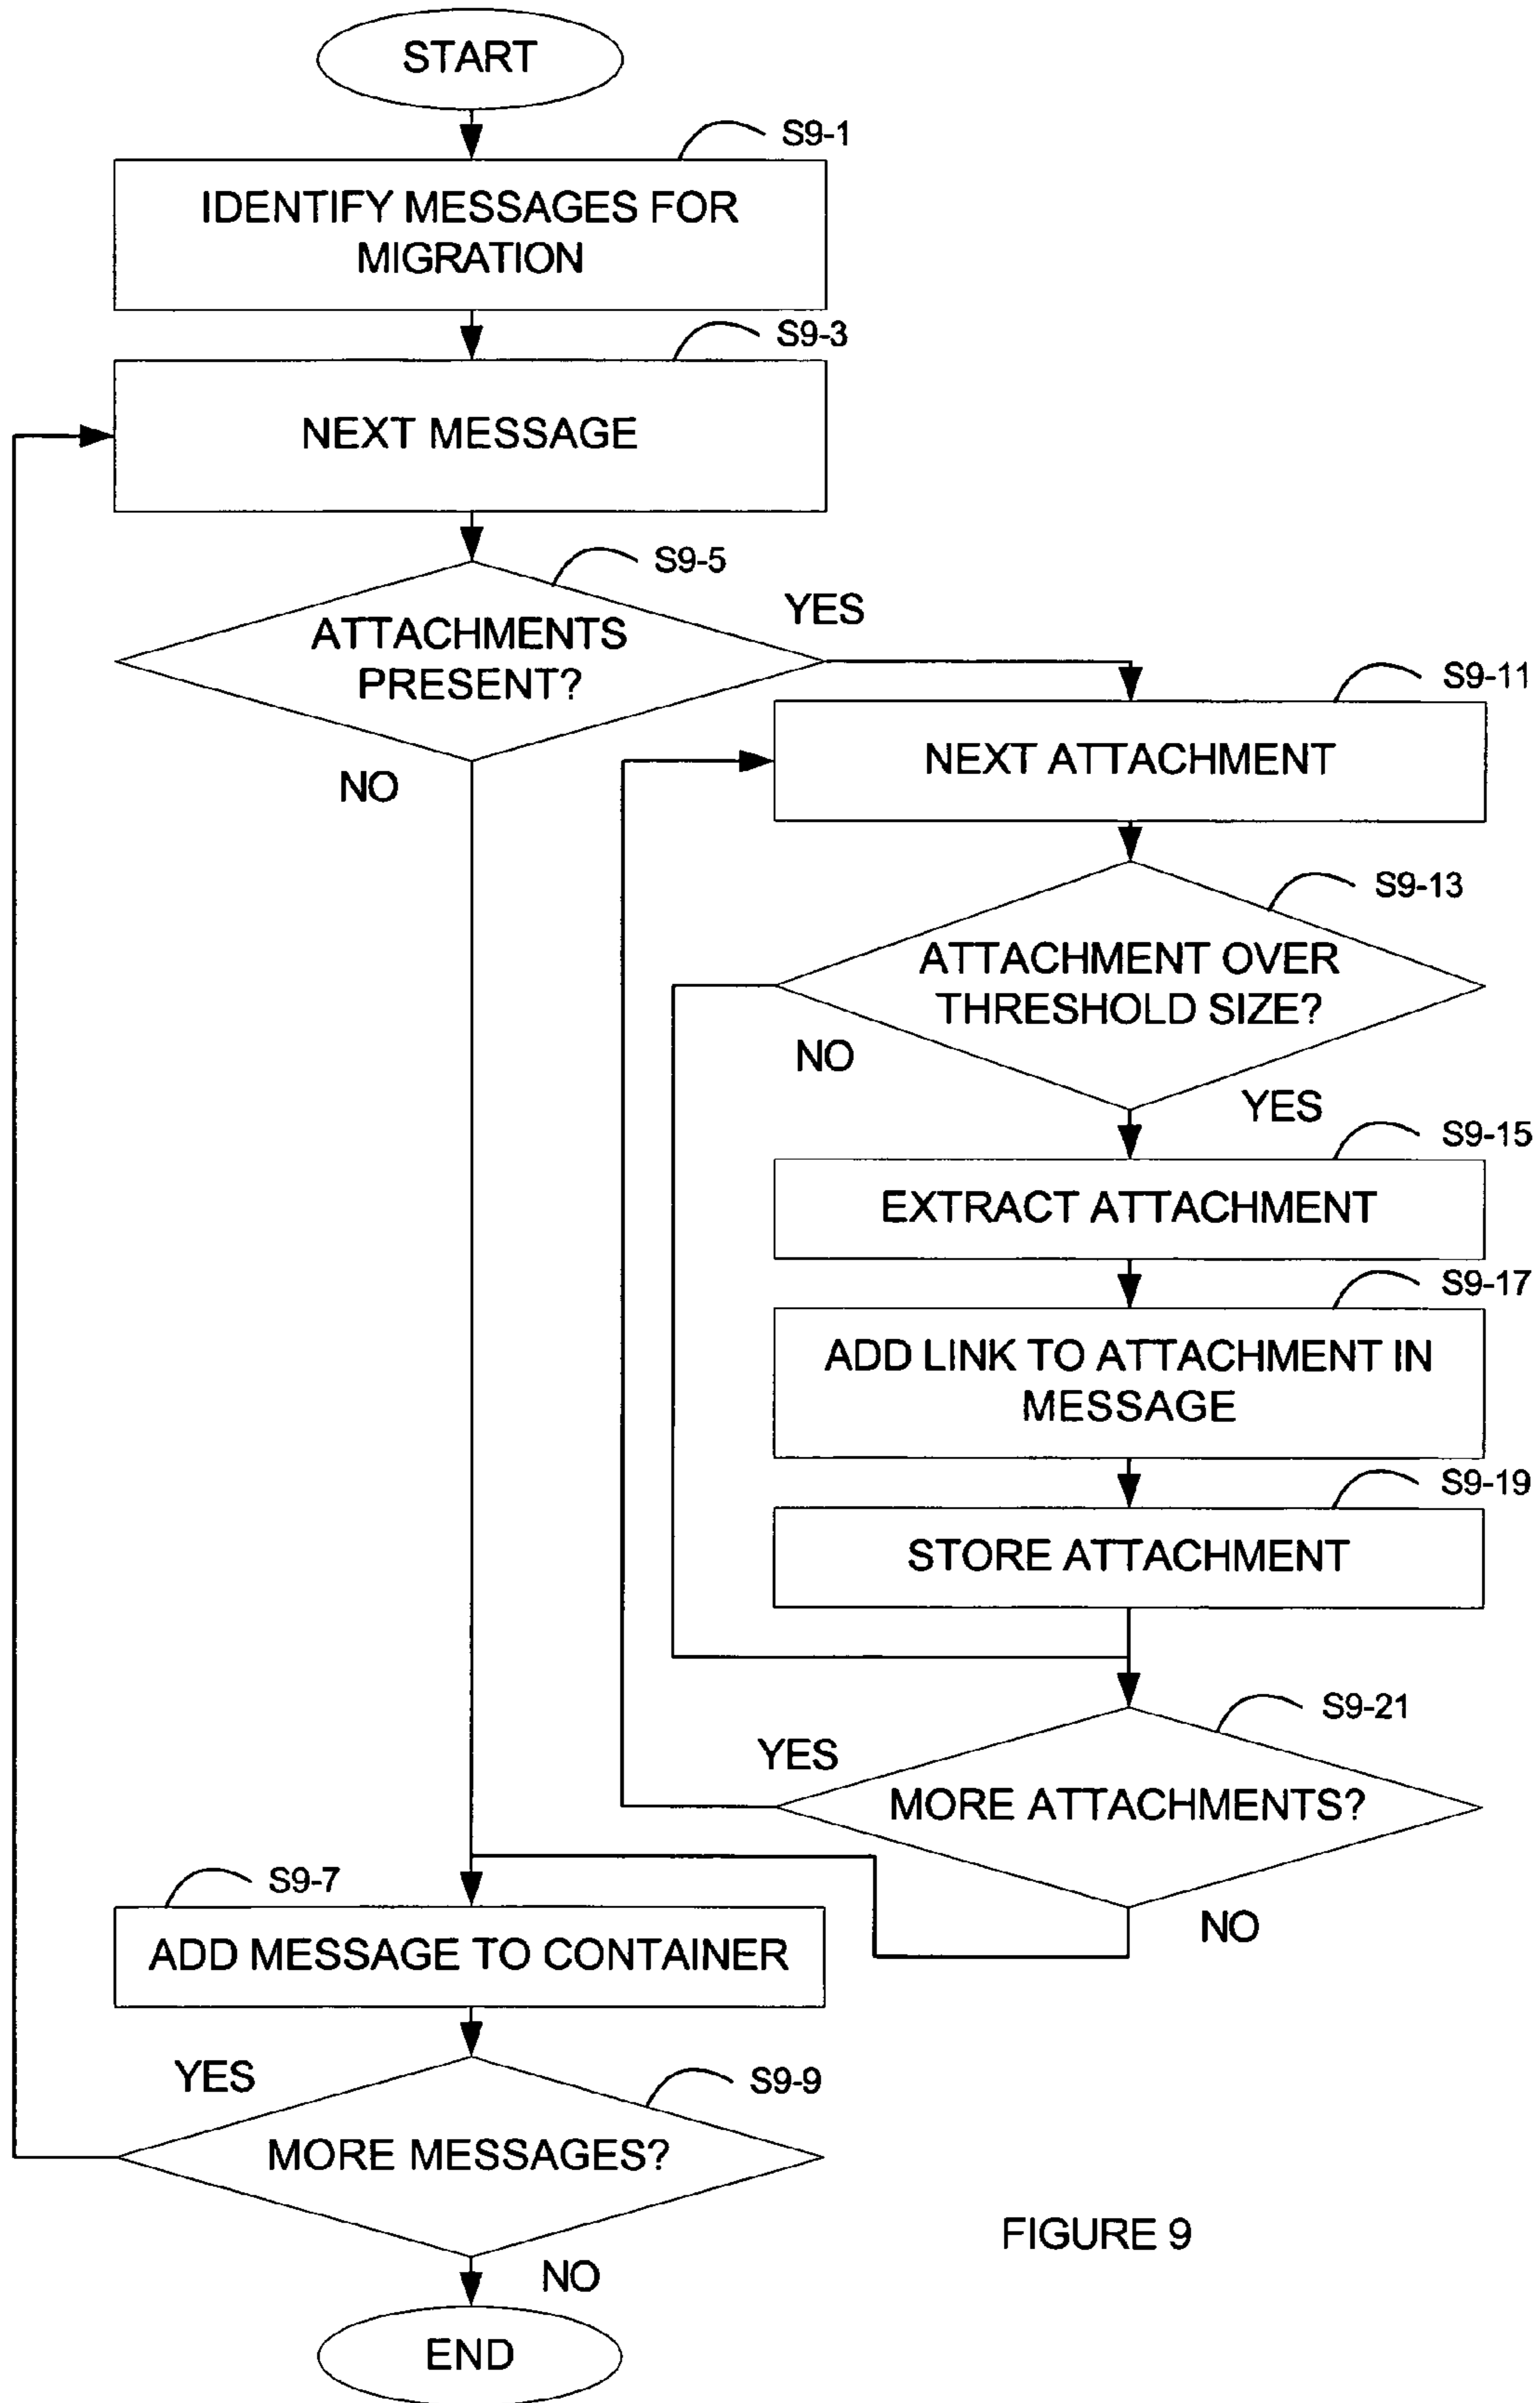 START
S9-1
IDENTIFY MESSAGES FOR
MIGRATION
S9-3
NEXT MESSAGE
S9-5
ATTACHMENTS
PRESENT?
YES
NO
S9-11
NEXT ATTACHMENT
S9-13
ATTACHMENT OVER
THRESHOLD SIZE?
NO
YES
S9-15
EXTRACT ATTACHMENT
S9-17
ADD LINK TO ATTACHMENT IN
MESSAGE
S9-19
STORE ATTACHMENT
S9-21
YES
MORE ATTACHMENTS?
NO
S9-7
ADD MESSAGE TO CONTAINER
YES
S9-9
MORE MESSAGES?
NO
END
FIGURE 9